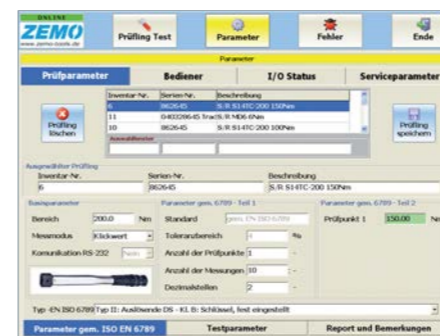 ONLINE
ZEMO
www.zemo-tools.de
Prüfling Test
Parameter
Fehler
Ende
Parameter
Prüfparameter
Bediener
I/O Status
Serviceparameter
Inventar-Nr. Serien-Nr. Beschreibung
6 862645 S/R S14TC-200 150Nm
11 040328645 S/R MD6 6Nm
10 862645 S/R S14TC-200 100Nm
Prüfling löschen
Prüfling speichern
Ausgewählter Prüfling
Inventar-Nr. Serien-Nr. Beschreibung
6 862645 S/R S14TC-200 150Nm
Basisparameter
Parameter gem. 6789 - Teil 1
Parameter gem. 6789 - Teil 2
Bereich 200.0 Nm
Standard gem. EN ISO 6789
Prüfpunkt 1 150.00 Nm
Messmodus Klickwert
Toleranzbereich 4 %
Komunikation RS-232 Nein
Anzahl der Prüfpunkte 1 -
Anzahl der Messungen 10 -
Dezimalstellen 2 -
Typ -EN ISO 6789 Typ II: Auslösende DS - Kl. B: Schlüssel, fest eingestellt
Parameter gem. ISO EN 6789
Testparameter
Report und Bemerkungen